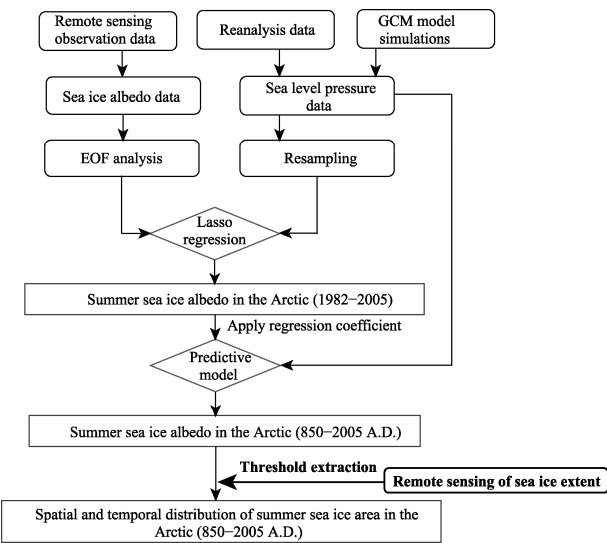 Remote sensing
observation data
Reanalysis data
GCM model
simulations
Sea ice albedo data
Sea level pressure
data
EOF analysis
Resampling
Lasso
regression
Summer sea ice albedo in the Arctic (1982−2005)
Apply regression coefficient
Predictive
model
Summer sea ice albedo in the Arctic (850−2005 A.D.)
Threshold extraction
Remote sensing of sea ice extent
Spatial and temporal distribution of summer sea ice area in the
Arctic (850−2005 A.D.)